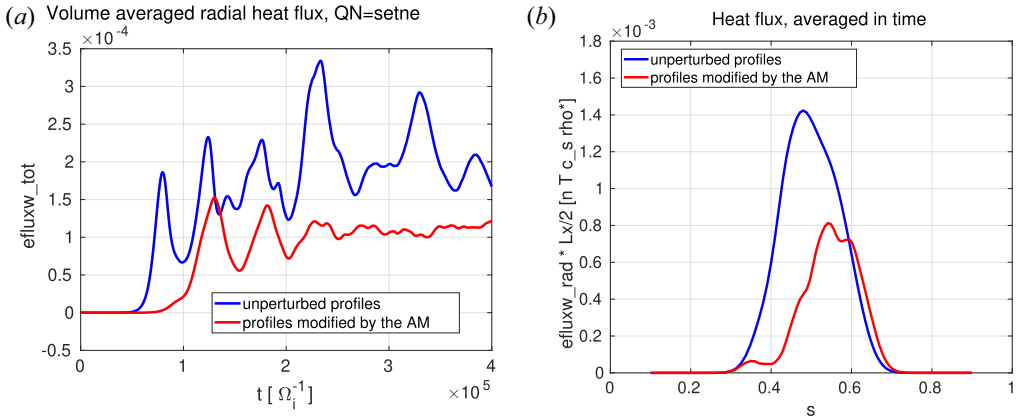 (a)
Volume averaged radial heat flux, QN=setne
×10⁻⁴
3.5
3
2.5
2
1.5
1
0.5
0
-0.5
efluxw_tot
unperturbed profiles
profiles modified by the AM
0
1
2
3
4
×10⁵
t [ Ωᵢ⁻¹]
(b)
Heat flux, averaged in time
×10⁻³
1.8
1.6
1.4
1.2
1
0.8
0.6
0.4
0.2
0
efluxw_rad * Lx/2 [n T c_s rho*]
unperturbed profiles
profiles modified by the AM
0
0.2
0.4
0.6
0.8
1
s